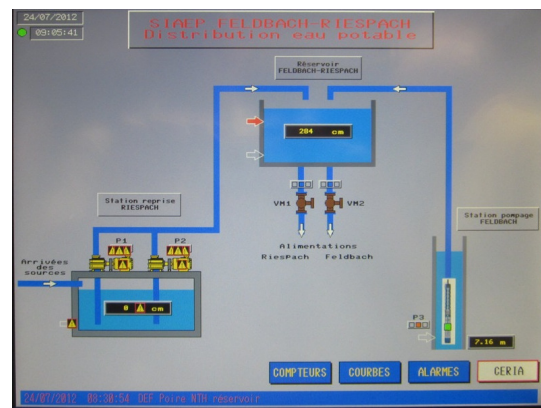 24/07/2012
09:05:41
SIAEP FELDBACH-RIESPACH
Distribution eau potable
Réservoir
FELDBACH-RIESPACH
204 cm
VM1
VM2
Station reprise
RIESPACH
P1
P2
Station pompage
FELDBACH
Alimentations
Riespach Feldbach
Arrivées
des
sources
0 cm
P3
7.16 m
COMPTEURS
COURBES
ALARMES
GERIA
24/07/2012 08:30:54 DEF Poire NTH réservoir